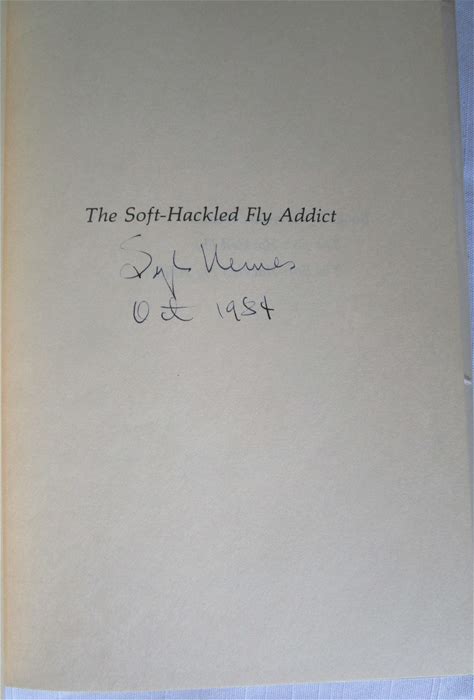 The Soft-Hackled Fly Addict
Syl Nemes
Oct 1984